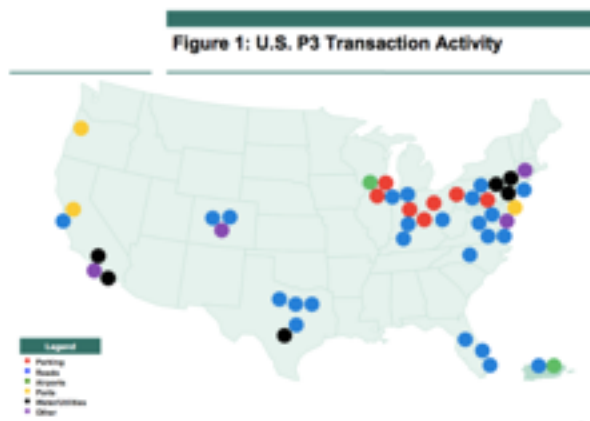 Figure 1: U.S. P3 Transaction Activity
Legend
Parking
Roads
Airports
Ports
Water/Utilities
Other